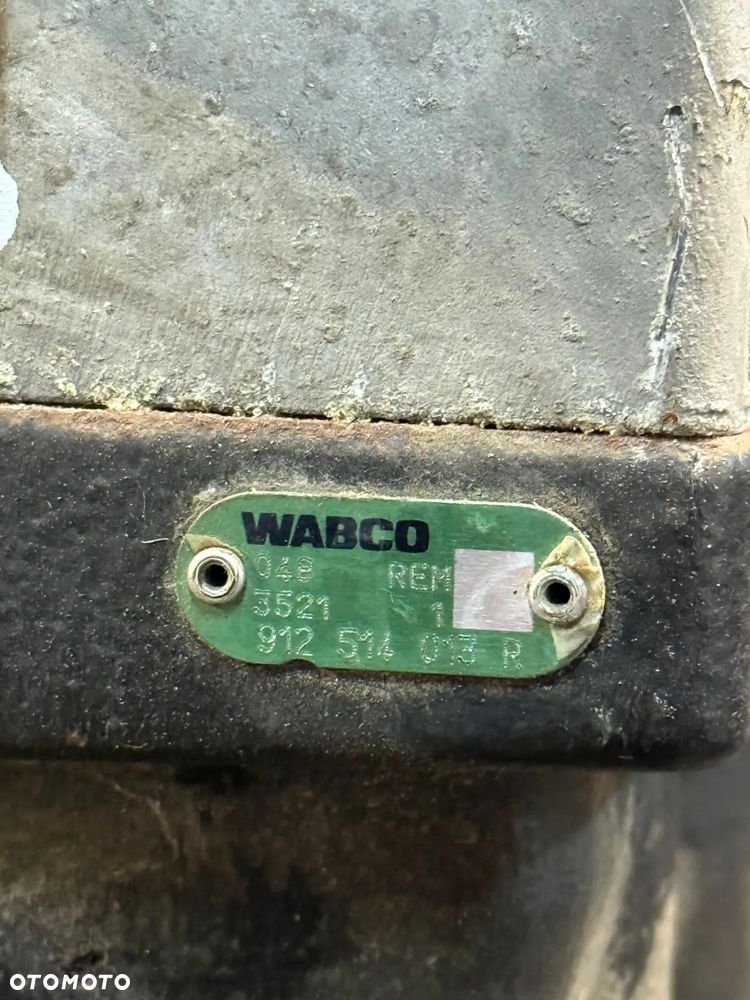 WABCO
048 REM
3521 1
912 514 013 R
OTOMOTO